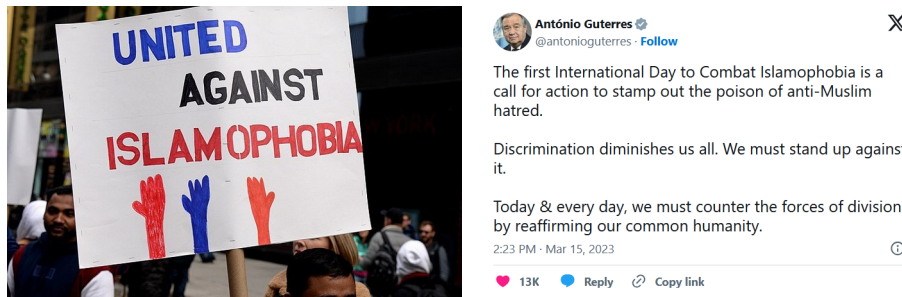 UNITED
AGAINST
ISLAMOPHOBIA
António Guterres
@antonioguterres · Follow
The first International Day to Combat Islamophobia is a
call for action to stamp out the poison of anti-Muslim
hatred.
Discrimination diminishes us all. We must stand up against
it.
Today & every day, we must counter the forces of division
by reaffirming our common humanity.
2:23 PM · Mar 15, 2023
13K Reply Copy link